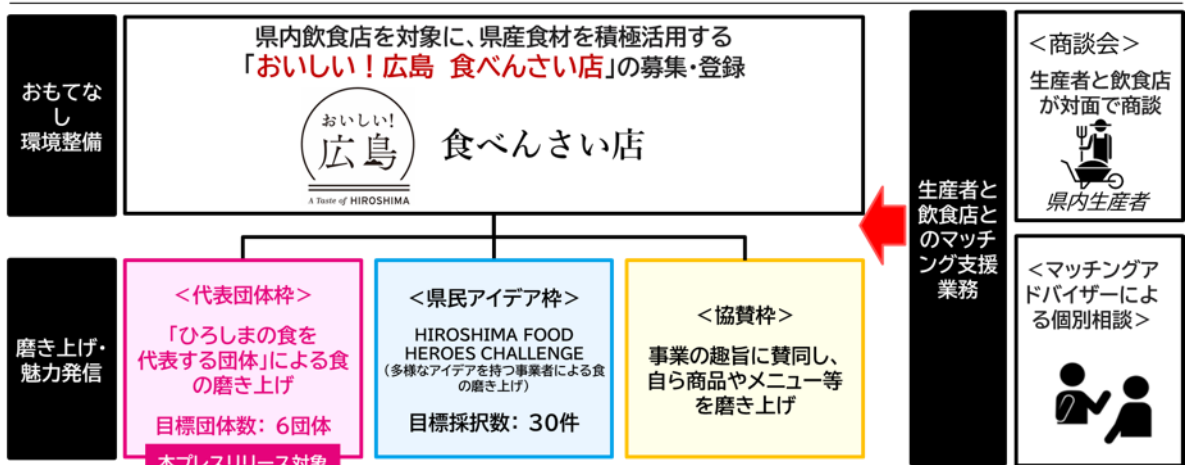 おもてな
し
環境整備
県内飲食店を対象に、県産食材を積極活用する
「おいしい！広島 食べんさい店」の募集・登録
おいしい!
広島
A Taste of HIROSHIMA
食べんさい店
磨き上げ・
魅力発信
＜代表団体枠＞
「ひろしまの食を
代表する団体」による食
の磨き上げ
目標団体数：6団体
本プレスリリース対象
＜県民アイデア枠＞
HIROSHIMA FOOD
HEROES CHALLENGE
（多様なアイデアを持つ事業者による食
の磨き上げ）
目標採択数：30件
＜協賛枠＞
事業の趣旨に賛同し、
自ら商品やメニュー等
を磨き上げ
生産者と
飲食店と
のマッチ
ング支援
業務
＜商談会＞
生産者と飲食店
が対面で商談
県内生産者
＜マッチングア
ドバイザーによ
る個別相談＞